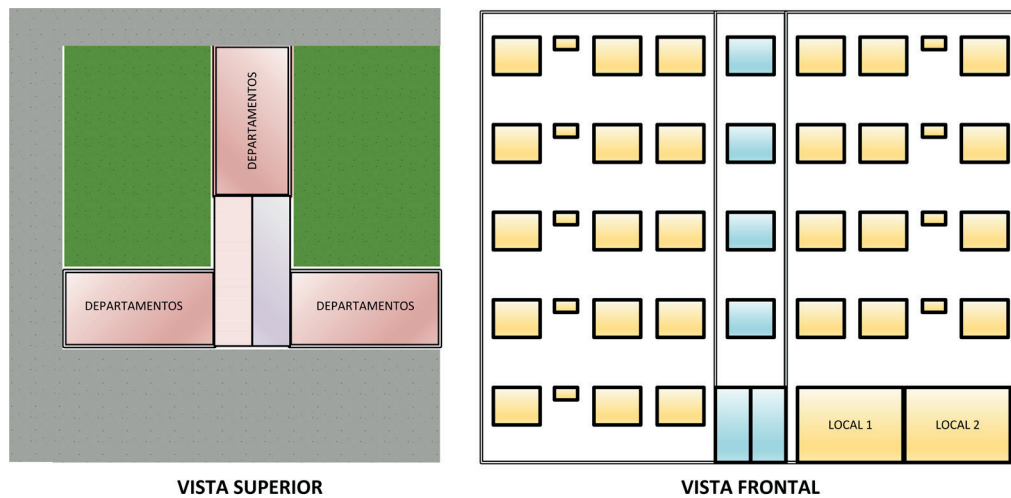 DEPARTAMENTOS
DEPARTAMENTOS
DEPARTAMENTOS
VISTA SUPERIOR
LOCAL 1
LOCAL 2
VISTA FRONTAL